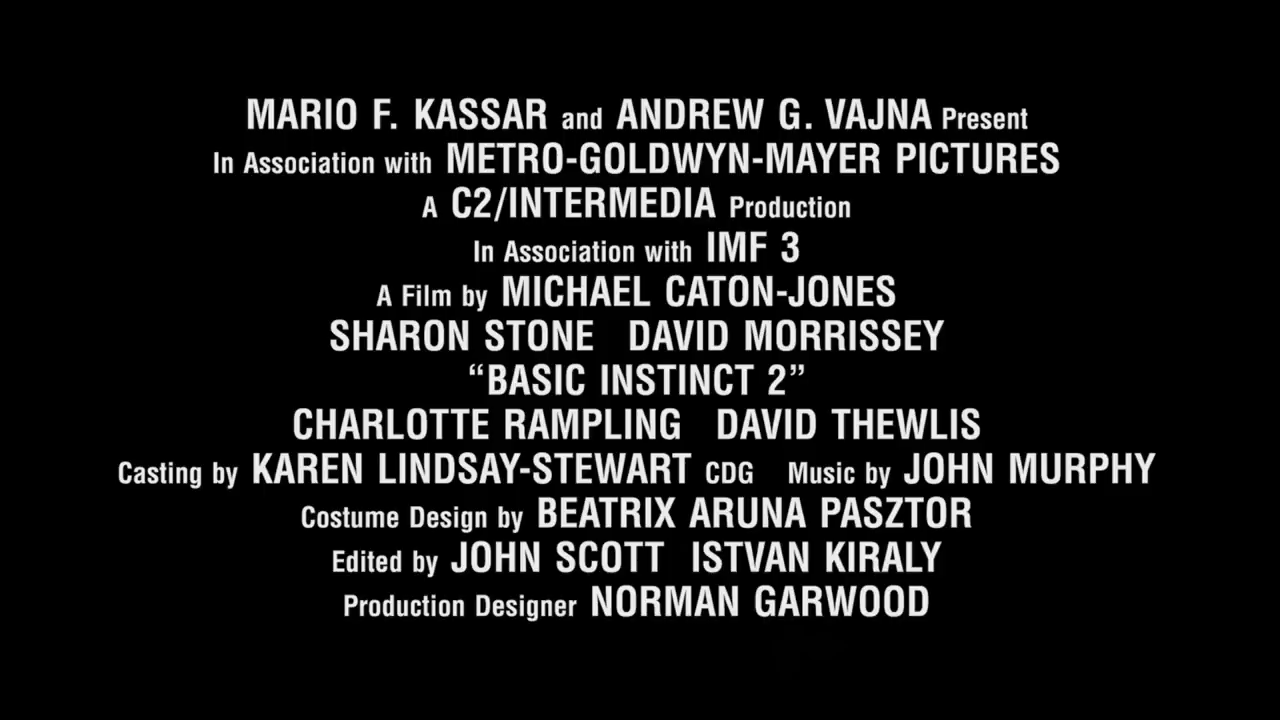 MARIO F. KASSAR and ANDREW G. VAJNA Present
In Association with METRO-GOLDWYN-MAYER PICTURES
A C2/INTERMEDIA Production
In Association with IMF 3
A Film by MICHAEL CATON-JONES
SHARON STONE DAVID MORRISSEY
“BASIC INSTINCT 2”
CHARLOTTE RAMPLING DAVID THEWLIS
Casting by KAREN LINDSAY-STEWART CDG Music by JOHN MURPHY
Costume Design by BEATRIX ARUNA PASZTOR
Edited by JOHN SCOTT ISTVAN KIRALY
Production Designer NORMAN GARWOOD